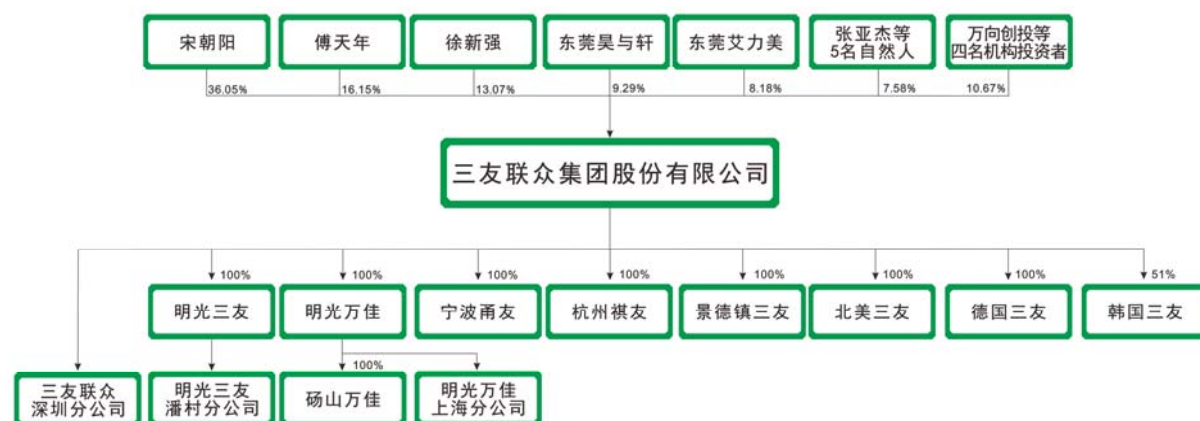 宋朝阳
傅天年
徐新强
东莞昊与轩
东莞艾力美
张亚杰等
5名自然人
万向创投等
四名机构投资者
36.05%
16.15%
13.07%
9.29%
8.18%
7.58%
10.67%
三友联众集团股份有限公司
100%
100%
100%
100%
100%
100%
100%
51%
明光三友
明光万佳
宁波甬友
杭州祺友
景德镇三友
北美三友
德国三友
韩国三友
100%
三友联众
深圳分公司
明光三友
潘村分公司
砀山万佳
明光万佳
上海分公司